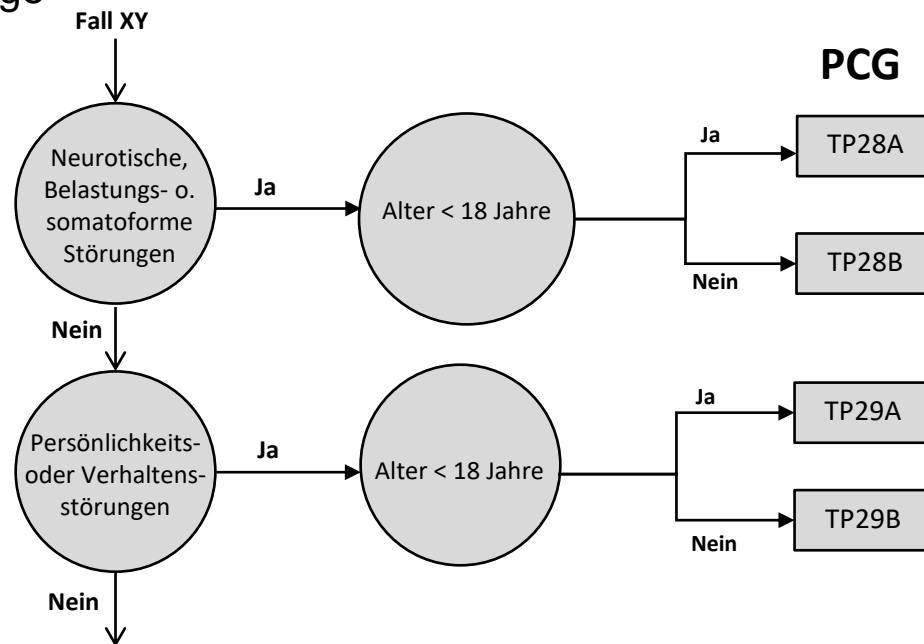 Fall XY
PCG
Neurotische,
Belastungs- o.
somatoforme
Störungen
Ja
Alter < 18 Jahre
Ja
TP28A
Nein
TP28B
Nein
Persönlichkeits-
oder Verhaltens-
störungen
Ja
Alter < 18 Jahre
Ja
TP29A
Nein
TP29B
Nein